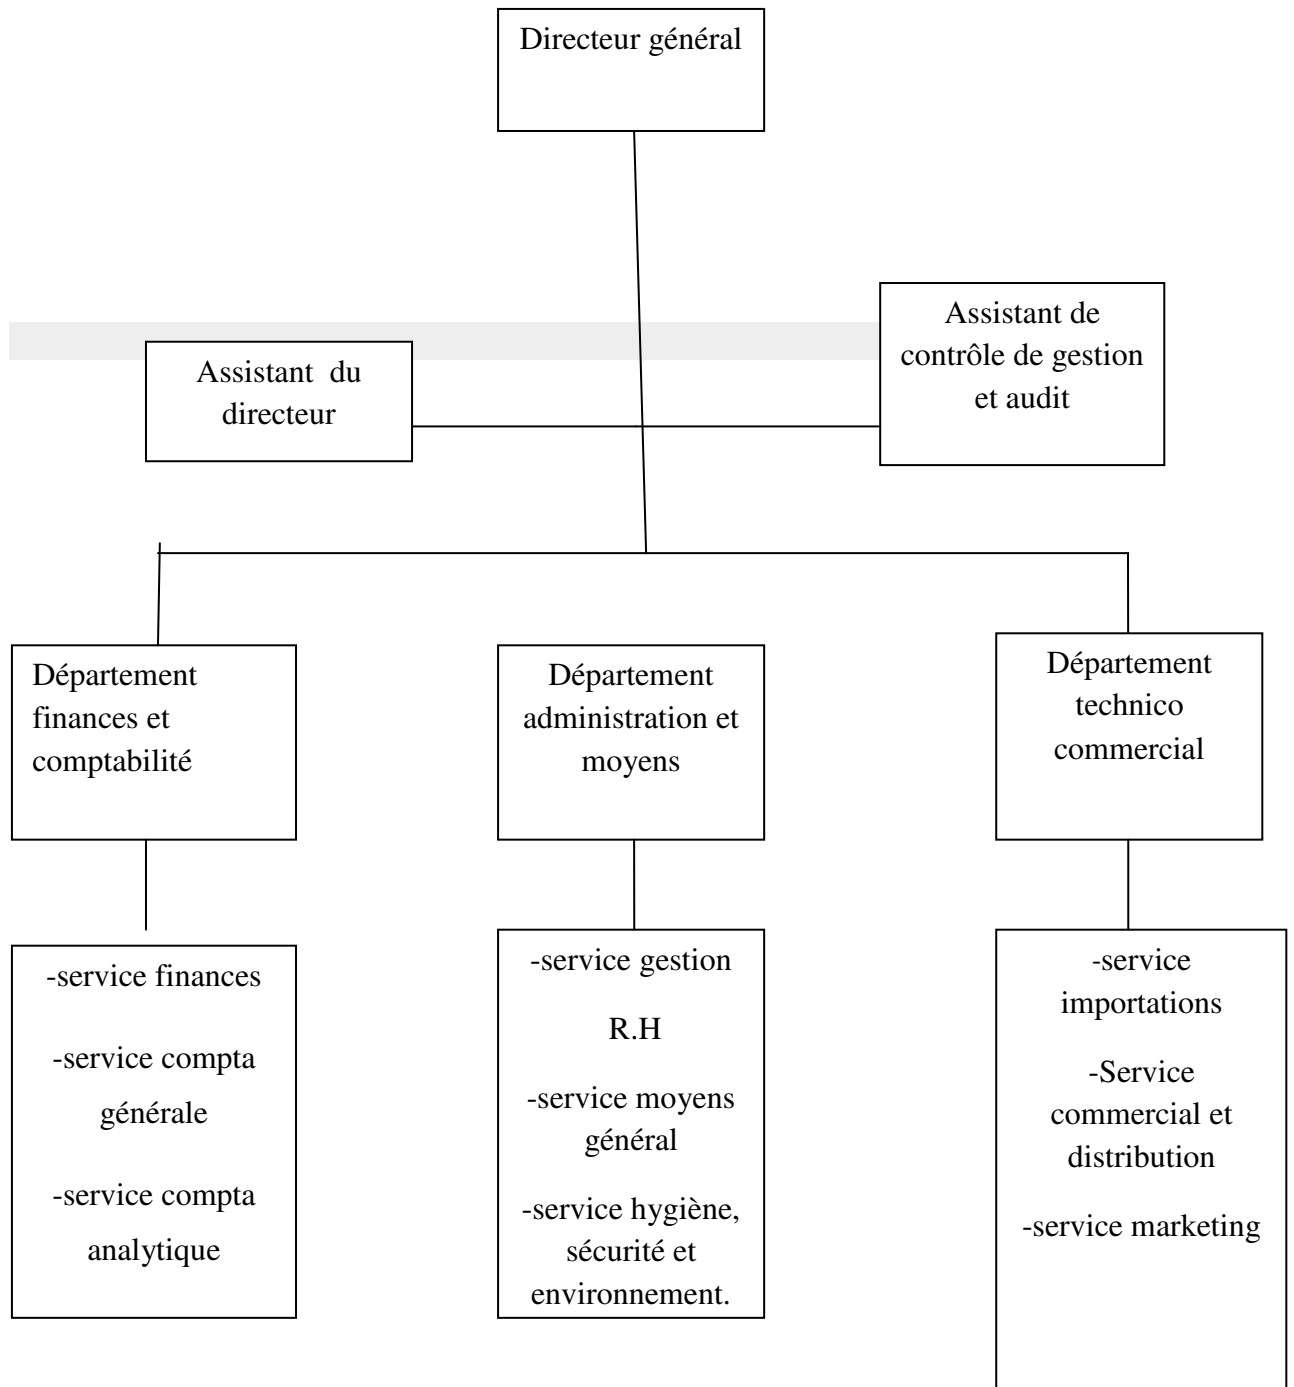 Directeur général
Assistant de
contrôle de gestion
et audit
Assistant du
directeur
Département
finances et
comptabilité
Département
administration et
moyens
Département
technico
commercial
-service finances
-service compta
générale
-service compta
analytique
-service gestion
R.H
-service moyens
général
-service hygiène,
sécurité et
environnement.
-service
importations
-Service
commercial et
distribution
-service marketing